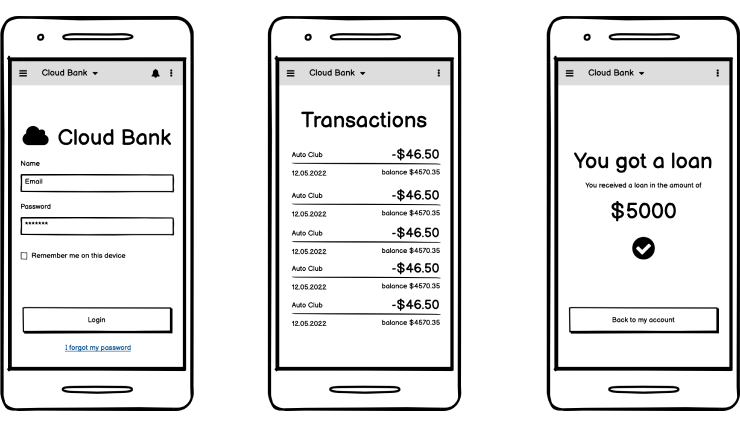 Cloud Bank
Cloud Bank
Name
Email
Password
*******
Remember me on this device
Login
I forgot my password
Cloud Bank
Transactions
Auto Club -$46.50
12.05.2022 balance $4570.35
Auto Club -$46.50
12.05.2022 balance $4570.35
Auto Club -$46.50
12.05.2022 balance $4570.35
Auto Club -$46.50
12.05.2022 balance $4570.35
Auto Club -$46.50
12.05.2022 balance $4570.35
Cloud Bank
You got a loan
You received a loan in the amount of
$5000
Back to my account